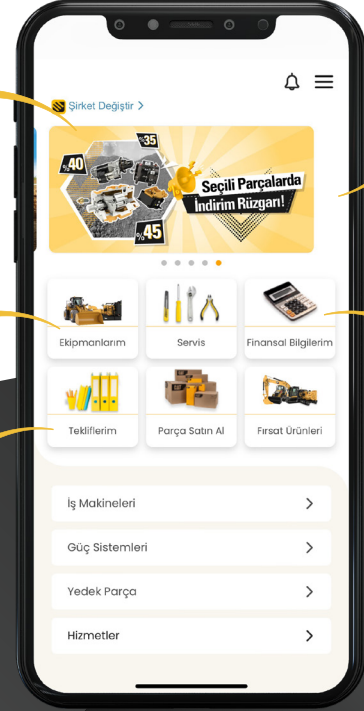 Şirket Değiştir >
%40
%35
%45
Seçili Parçalarda
İndirim Rüzgarı!
Ekipmanlarım
Servis
Finansal Bilgilerim
Tekliflerim
Parça Satın Al
Fırsat Ürünleri
İş Makineleri
Güç Sistemleri
Yedek Parça
Hizmetler